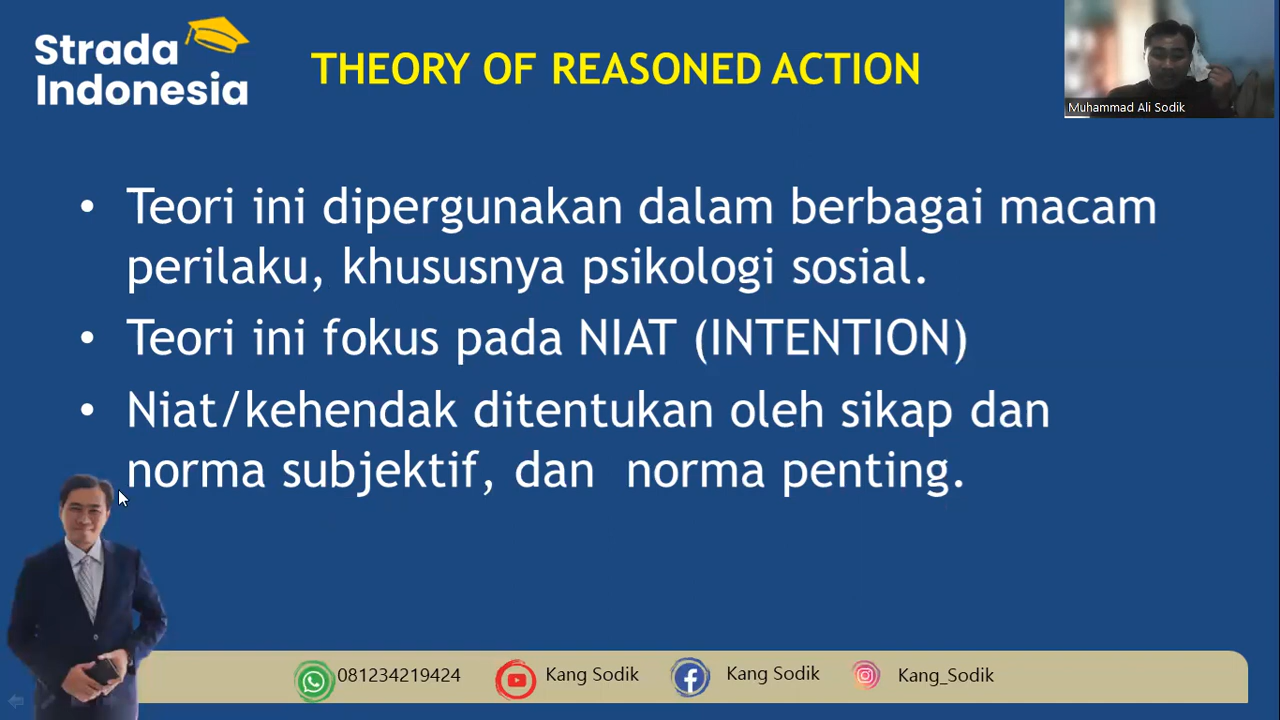 Strada
Indonesia
THEORY OF REASONED ACTION
Muhammad Ali Sodik
• Teori ini dipergunakan dalam berbagai macam
perilaku, khususnya psikologi sosial.
• Teori ini fokus pada NIAT (INTENTION)
• Niat/kehendak ditentukan oleh sikap dan
norma subjektif, dan norma penting.
081234219424
Kang Sodik
Kang Sodik
Kang_Sodik